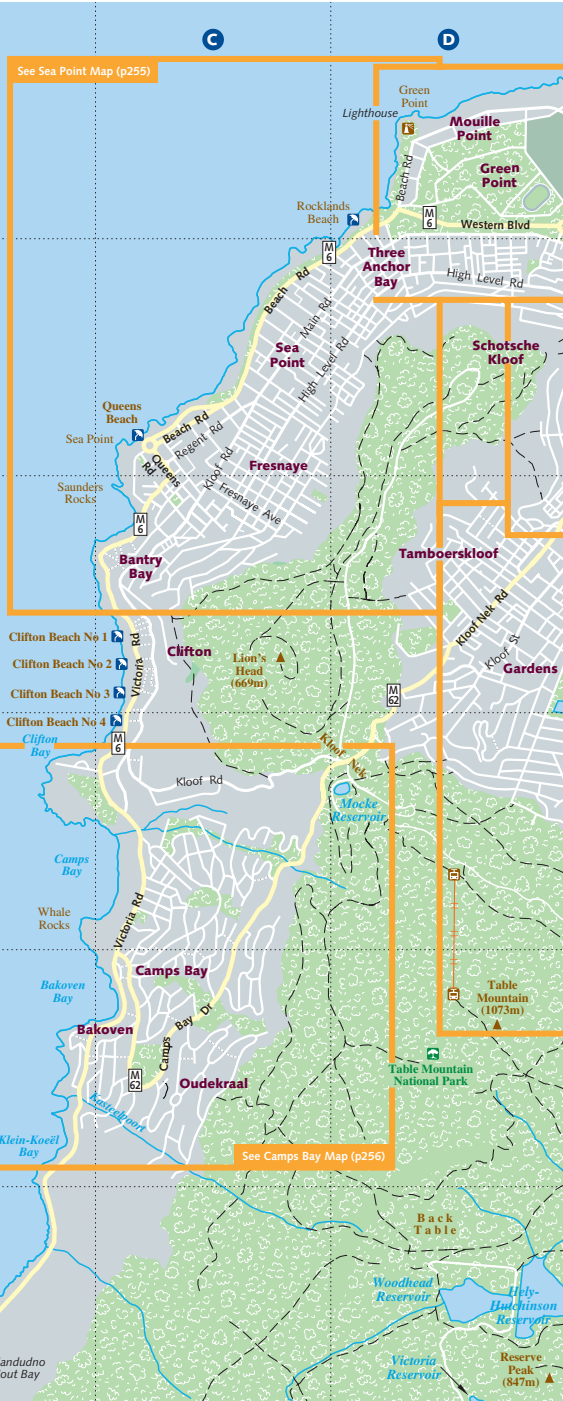 C
D
See Sea Point Map (p255)
Green
Point
Lighthouse
Mouille
Point
Green
Point
Beach Rd
Rocklands
Beach
M
6
Western Blvd
M
6
Three
Anchor
Bay
High Level Rd
Beach Rd
Main Rd
Sea
Point
High Level Rd
Schotsche
Kloof
Queens
Beach
Sea Point
Beach Rd
Regent Rd
Queens
Rd
Kloof Rd
Fresnaye
Saunders
Rocks
Fresnaye Ave
M
6
Bantry
Bay
Tamboerskloof
Kloof Nek Rd
Kloof St
Clifton Beach No 1
Clifton
Clifton Beach No 2
Victoria Rd
Lion's
Head
(669m)
Gardens
Clifton Beach No 3
M
62
Clifton Beach No 4
Clifton
Bay
M
6
Kloof Nek
Kloof Rd
Mocke
Reservoir
Camps
Bay
Whale
Rocks
Victoria Rd
Camps Bay
Bakoven
Bay
Table
Mountain
(1073m)
Bakoven
Camps Bay Dr
M
62
Oudekraal
Table Mountain
National Park
Kasteelpoort
Klein-Koeël
Bay
See Camps Bay Map (p256)
Back
Table
Woodhead
Reservoir
Hely-
Hutchinson
Reservoir
Victoria
Reservoir
Reserve
Peak
(847m)
andudno
out Bay